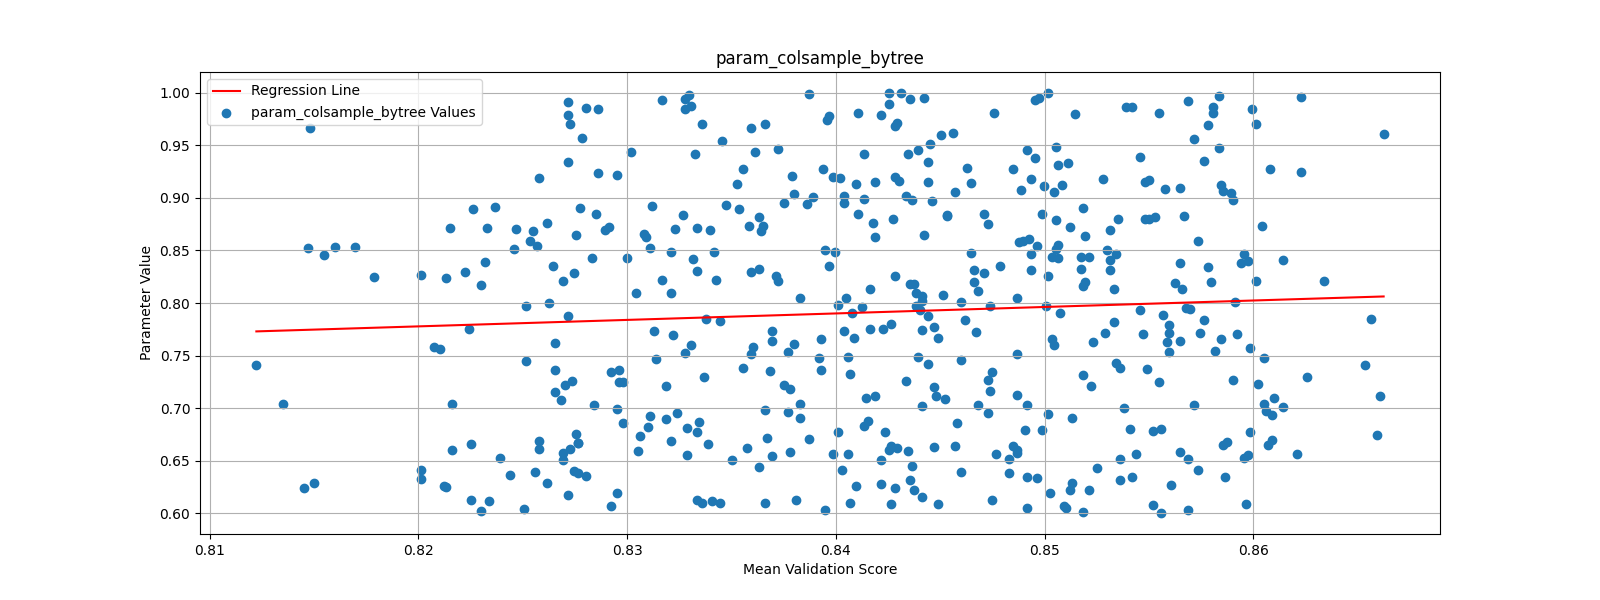 param_colsample_bytree
Regression Line
param_colsample_bytree Values
1.00
0.95
0.90
0.85
0.80
0.75
0.70
0.65
0.60
Parameter Value
0.81 0.82 0.83 0.84 0.85 0.86
Mean Validation Score